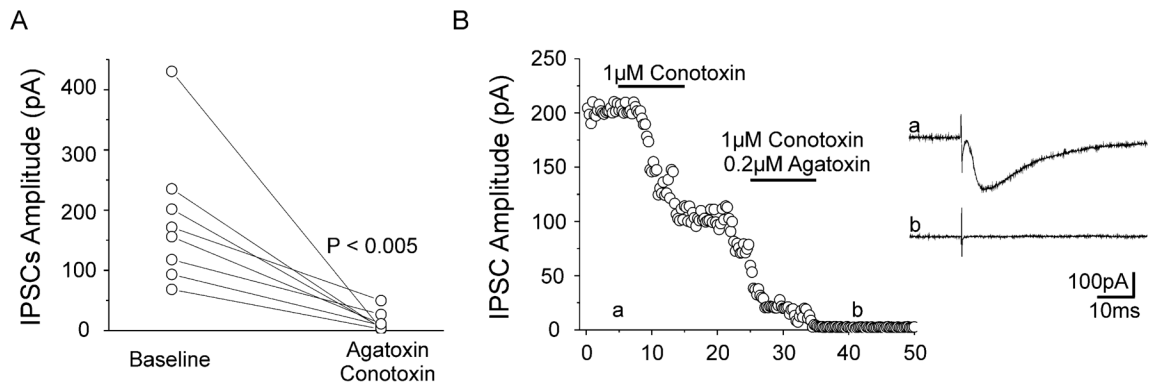 A
IPSCs Amplitude (pA)
400
300
200
100
0
P < 0.005
Baseline
Agatoxin
Conotoxin
B
IPSC Amplitude (pA)
250
200
150
100
50
0
1µM Conotoxin
1µM Conotoxin
0.2µM Agatoxin
a
b
0 10 20 30 40 50
a
b
100pA
10ms